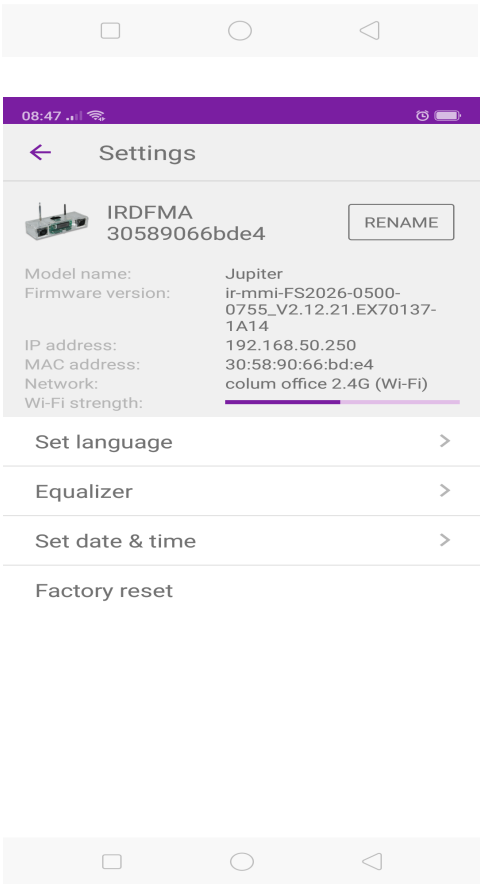 08:47
Settings
IRDFMA
30589066bde4
RENAME
Model name: Jupiter
Firmware version: ir-mmi-FS2026-0500-
0755_V2.12.21.EX70137-
1A14
IP address: 192.168.50.250
MAC address: 30:58:90:66:bd:e4
Network: colum office 2.4G (Wi-Fi)
Wi-Fi strength:
Set language
Equalizer
Set date & time
Factory reset